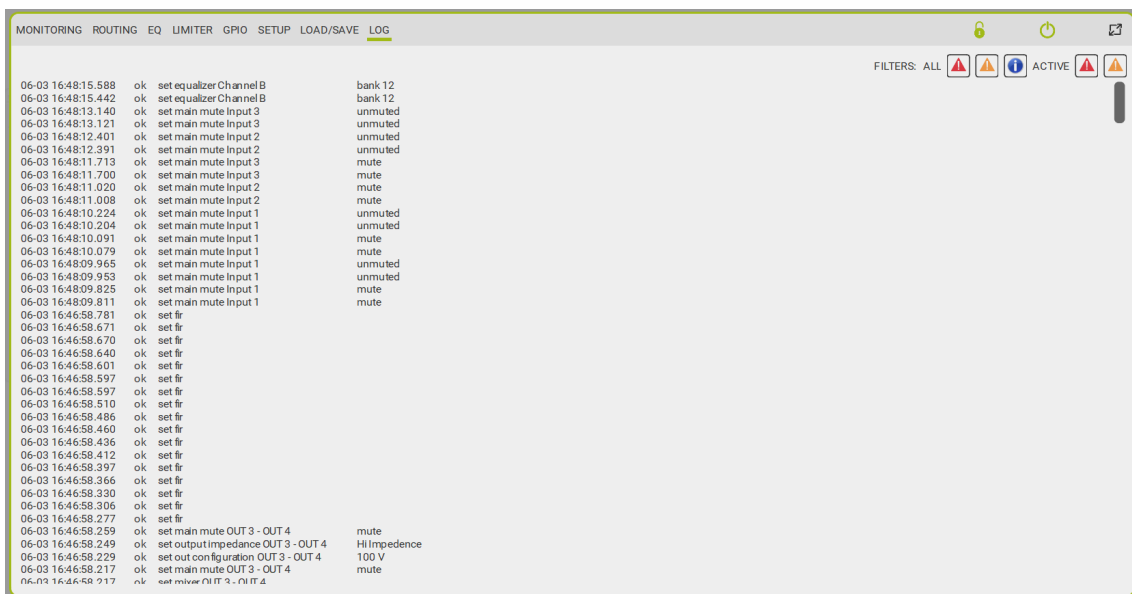 MONITORING ROUTING EQ LIMITER GPIO SETUP LOAD/SAVE LOG
FILTERS: ALL ACTIVE
06-03 16:48:15.588 ok set equalizer Channel B bank 12
06-03 16:48:15.442 ok set equalizer Channel B bank 12
06-03 16:48:13.140 ok set main mute Input 3 unmuted
06-03 16:48:13.121 ok set main mute Input 3 unmuted
06-03 16:48:12.401 ok set main mute Input 2 unmuted
06-03 16:48:12.391 ok set main mute Input 2 unmuted
06-03 16:48:11.713 ok set main mute Input 3 mute
06-03 16:48:11.700 ok set main mute Input 3 mute
06-03 16:48:11.020 ok set main mute Input 2 mute
06-03 16:48:11.008 ok set main mute Input 2 mute
06-03 16:48:10.224 ok set main mute Input 1 unmuted
06-03 16:48:10.204 ok set main mute Input 1 unmuted
06-03 16:48:10.091 ok set main mute Input 1 mute
06-03 16:48:10.079 ok set main mute Input 1 mute
06-03 16:48:09.965 ok set main mute Input 1 unmuted
06-03 16:48:09.953 ok set main mute Input 1 unmuted
06-03 16:48:09.825 ok set main mute Input 1 mute
06-03 16:48:09.811 ok set main mute Input 1 mute
06-03 16:46:58.781 ok set fir
06-03 16:46:58.671 ok set fir
06-03 16:46:58.670 ok set fir
06-03 16:46:58.640 ok set fir
06-03 16:46:58.601 ok set fir
06-03 16:46:58.597 ok set fir
06-03 16:46:58.597 ok set fir
06-03 16:46:58.510 ok set fir
06-03 16:46:58.486 ok set fir
06-03 16:46:58.460 ok set fir
06-03 16:46:58.436 ok set fir
06-03 16:46:58.412 ok set fir
06-03 16:46:58.397 ok set fir
06-03 16:46:58.366 ok set fir
06-03 16:46:58.330 ok set fir
06-03 16:46:58.306 ok set fir
06-03 16:46:58.277 ok set fir
06-03 16:46:58.259 ok set main mute OUT 3 - OUT 4 mute
06-03 16:46:58.249 ok set output impedance OUT 3 - OUT 4 Hi Impedence
06-03 16:46:58.229 ok set out configuration OUT 3 - OUT 4 100 V
06-03 16:46:58.217 ok set main mute OUT 3 - OUT 4 mute
06-03 16:46:58.217 ok set mixer OUT 3 - OUT 4